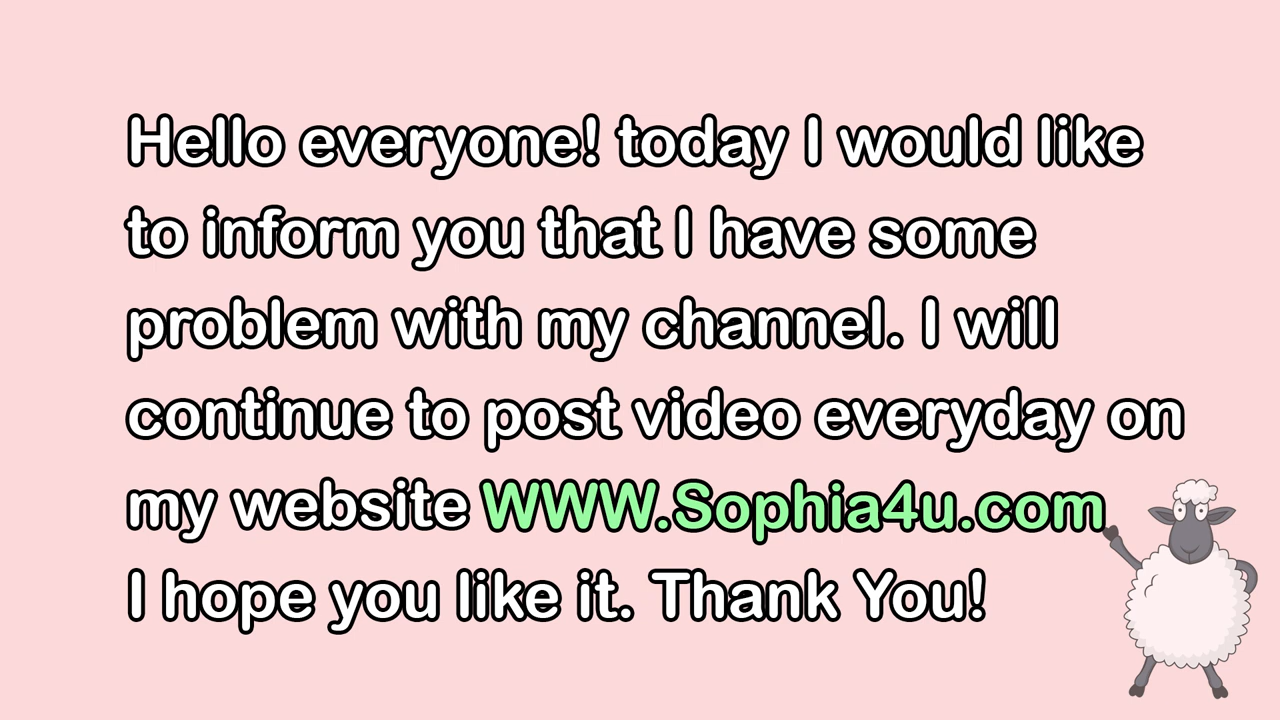 Hello everyone! today I would like
to inform you that I have some
problem with my channel. I will
continue to post video everyday on
my website WWW.Sophia4u.com
I hope you like it. Thank You!